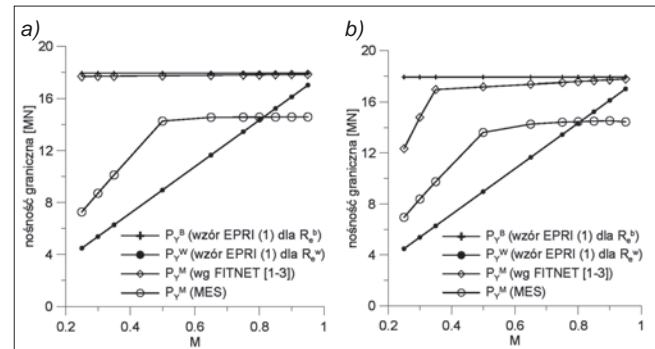 a)
20
16
12
8
4
0
nośność graniczna [MN]
P_Y^B (wzór EPRI (1) dla R_e^b)
P_Y^W (wzór EPRI (1) dla R_e^w)
P_Y^M (wg FITNET [1-3])
P_Y^M (MES)
0.2 0.4 0.6 0.8 1
M
b)
20
16
12
8
4
0
nośność graniczna [MN]
P_Y^B (wzór EPRI (1) dla R_e^b)
P_Y^W (wzór EPRI (1) dla R_e^w)
P_Y^M (wg FITNET [1-3])
P_Y^M (MES)
0.2 0.4 0.6 0.8 1
M